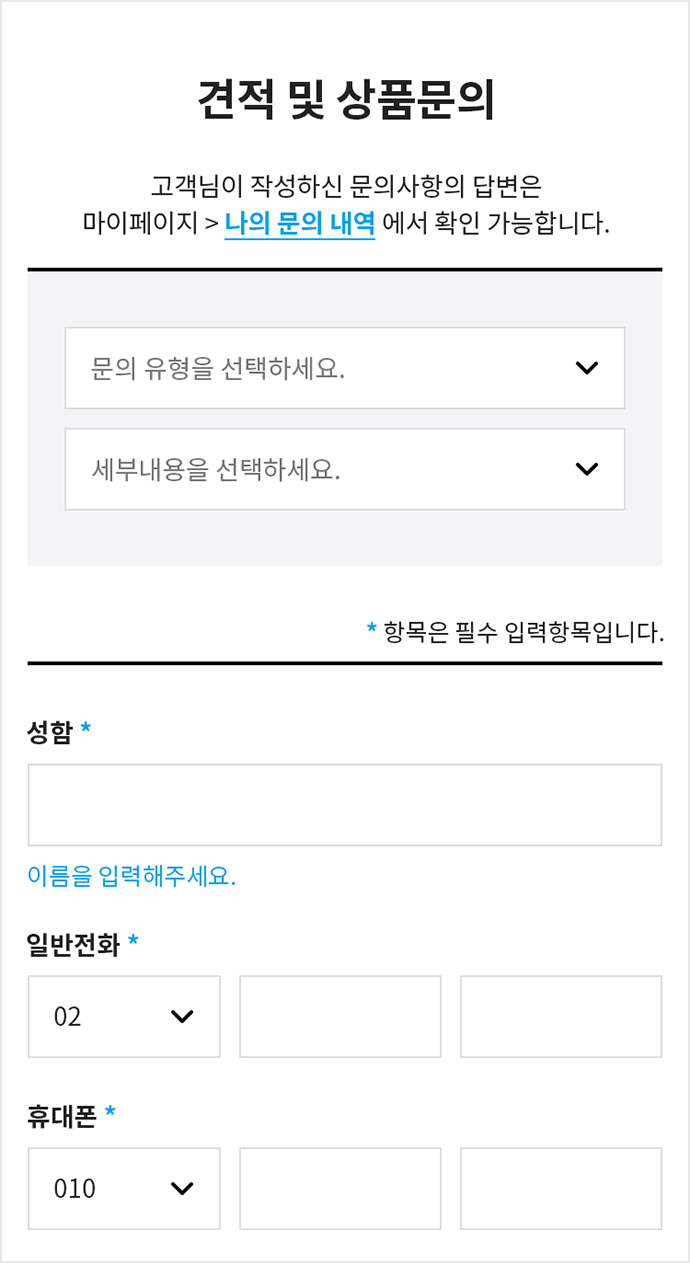 견적 및 상품문의
고객님이 작성하신 문의사항의 답변은
마이페이지 > 나의 문의 내역 에서 확인 가능합니다.
문의 유형을 선택하세요.
세부내용을 선택하세요.
* 항목은 필수 입력항목입니다.
성함 *
이름을 입력해주세요.
일반전화 *
02
휴대폰 *
010